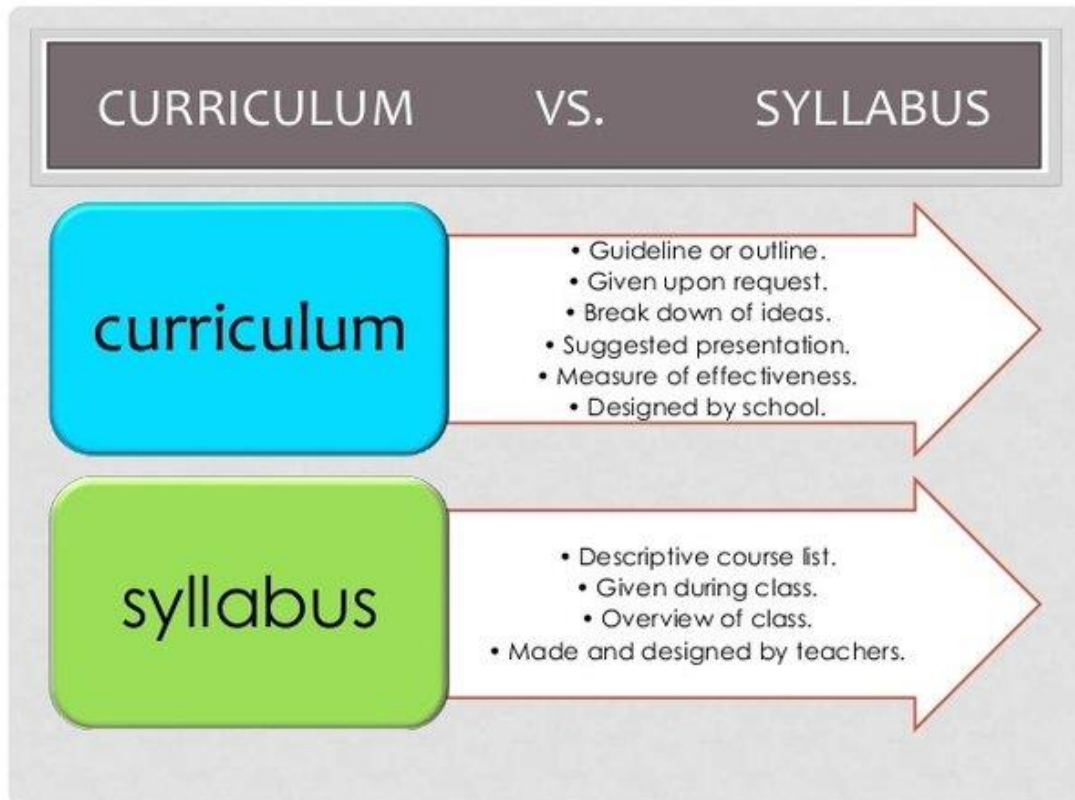 CURRICULUM VS. SYLLABUS
curriculum
• Guideline or outline.
• Given upon request.
• Break down of ideas.
• Suggested presentation.
• Measure of effectiveness.
• Designed by school.
syllabus
• Descriptive course list.
• Given during class.
• Overview of class.
• Made and designed by teachers.